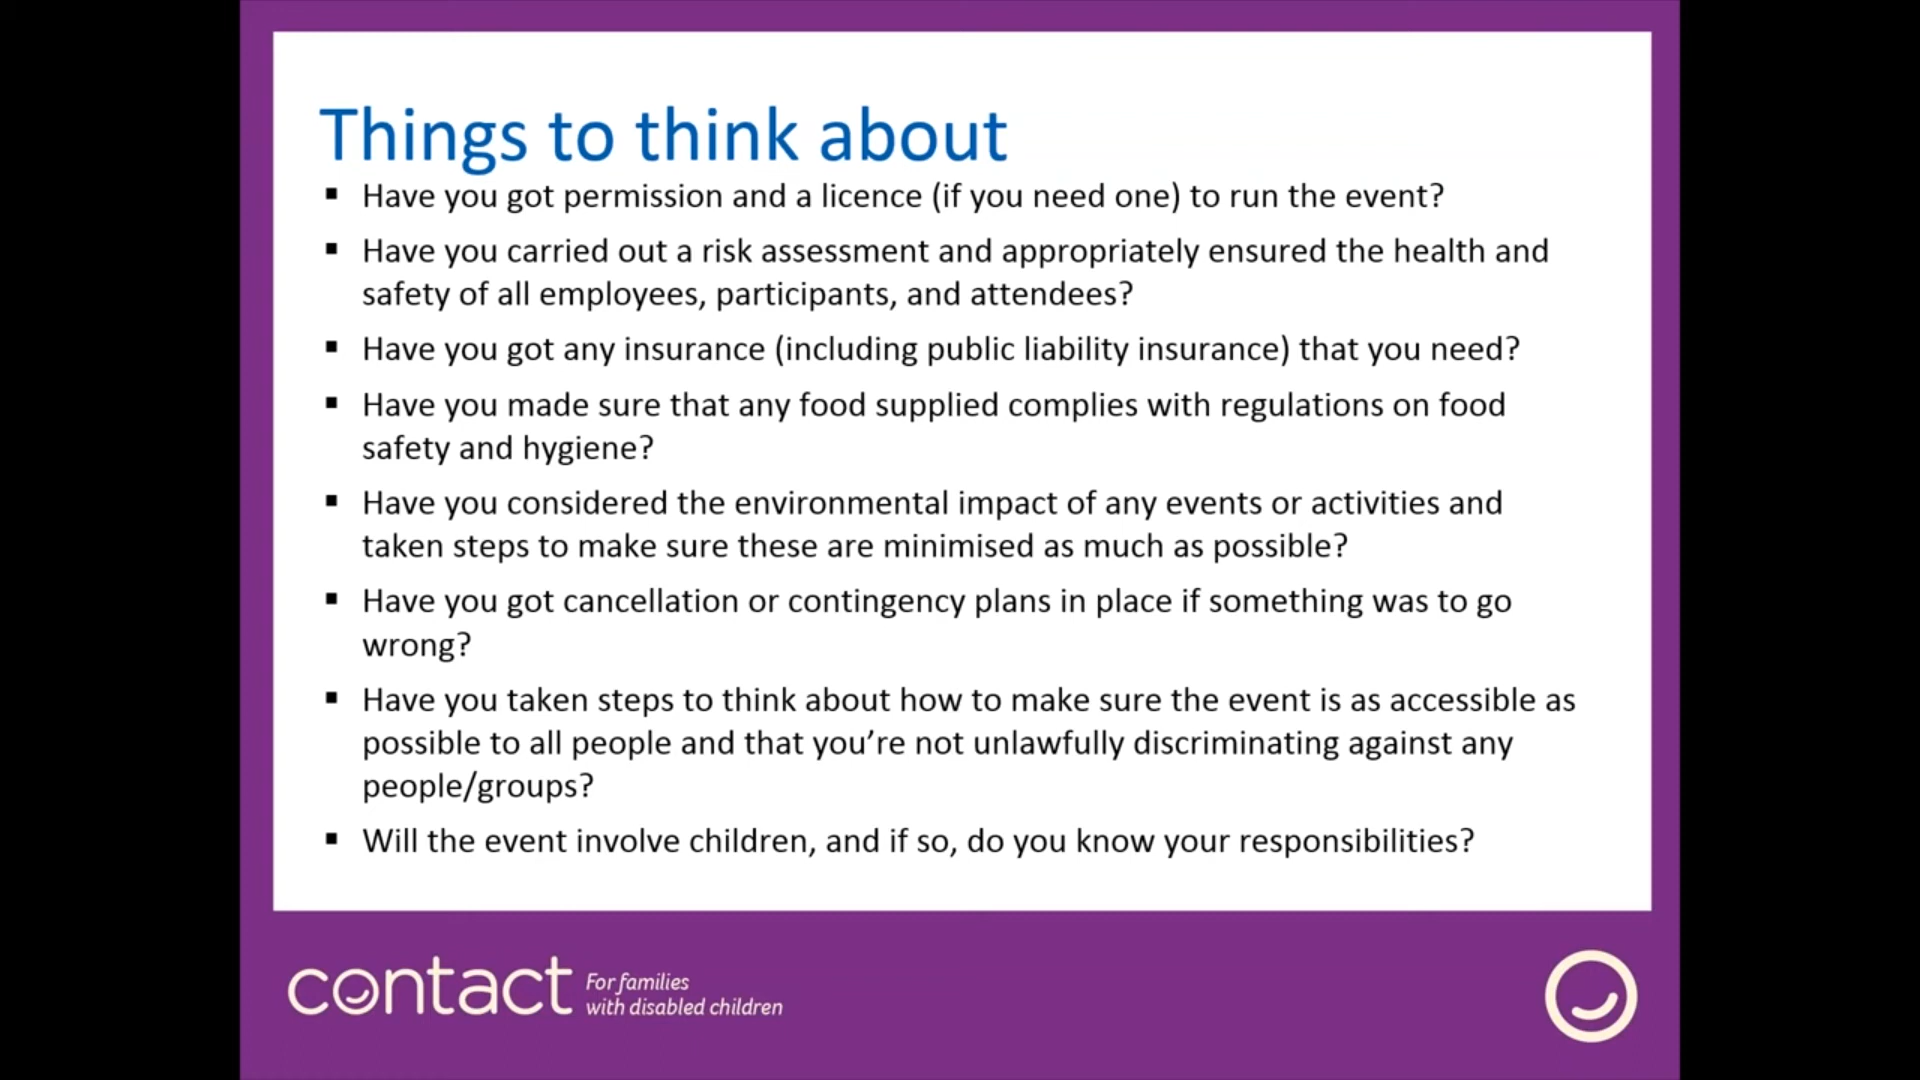 Things to think about
▪ Have you got permission and a licence (if you need one) to run the event?
▪ Have you carried out a risk assessment and appropriately ensured the health and
safety of all employees, participants, and attendees?
▪ Have you got any insurance (including public liability insurance) that you need?
▪ Have you made sure that any food supplied complies with regulations on food
safety and hygiene?
▪ Have you considered the environmental impact of any events or activities and
taken steps to make sure these are minimised as much as possible?
▪ Have you got cancellation or contingency plans in place if something was to go
wrong?
▪ Have you taken steps to think about how to make sure the event is as accessible as
possible to all people and that you’re not unlawfully discriminating against any
people/groups?
▪ Will the event involve children, and if so, do you know your responsibilities?
contact
For families
with disabled children